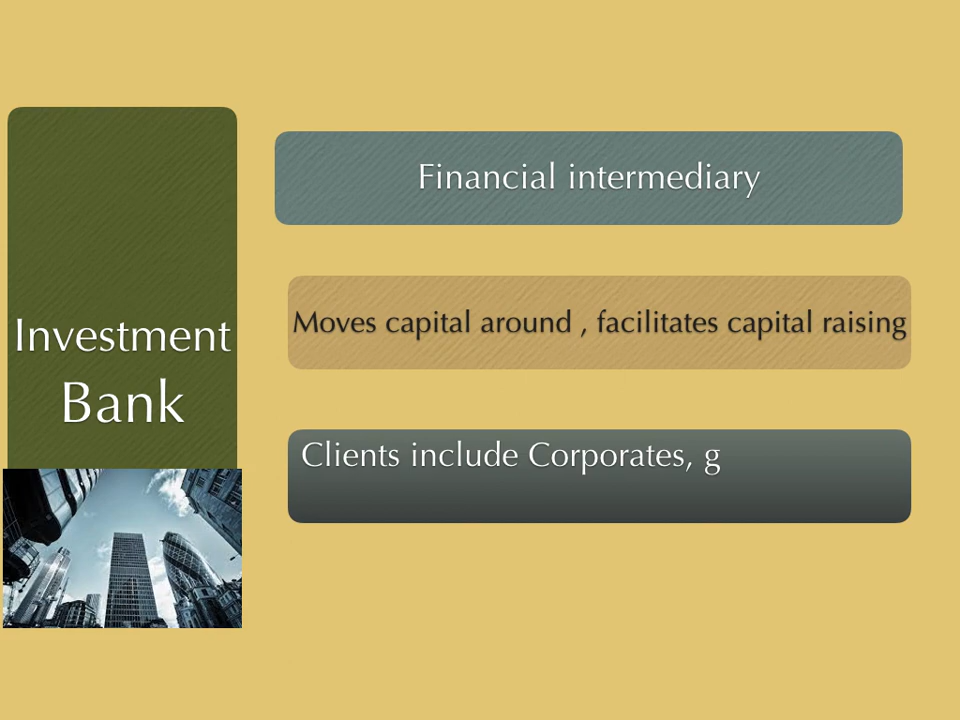 Investment
Bank
Financial intermediary
Moves capital around , facilitates capital raising
Clients include Corporates, g